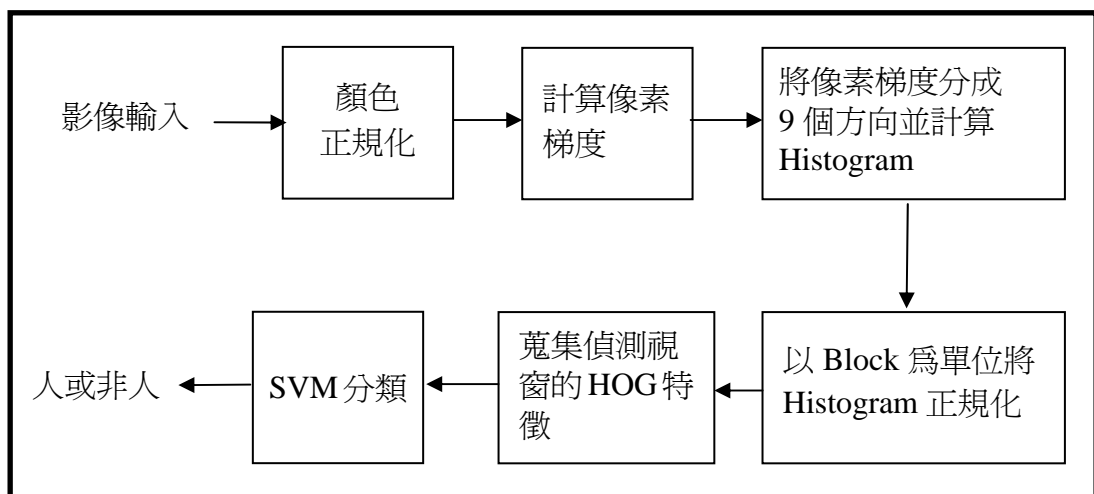 影像輸入
顏色
正規化
計算像素
梯度
將像素梯度分成
9 個方向並計算
Histogram
以 Block 為單位將
Histogram 正規化
蒐集偵測視
窗的 HOG 特
徵
SVM 分類
人或非人